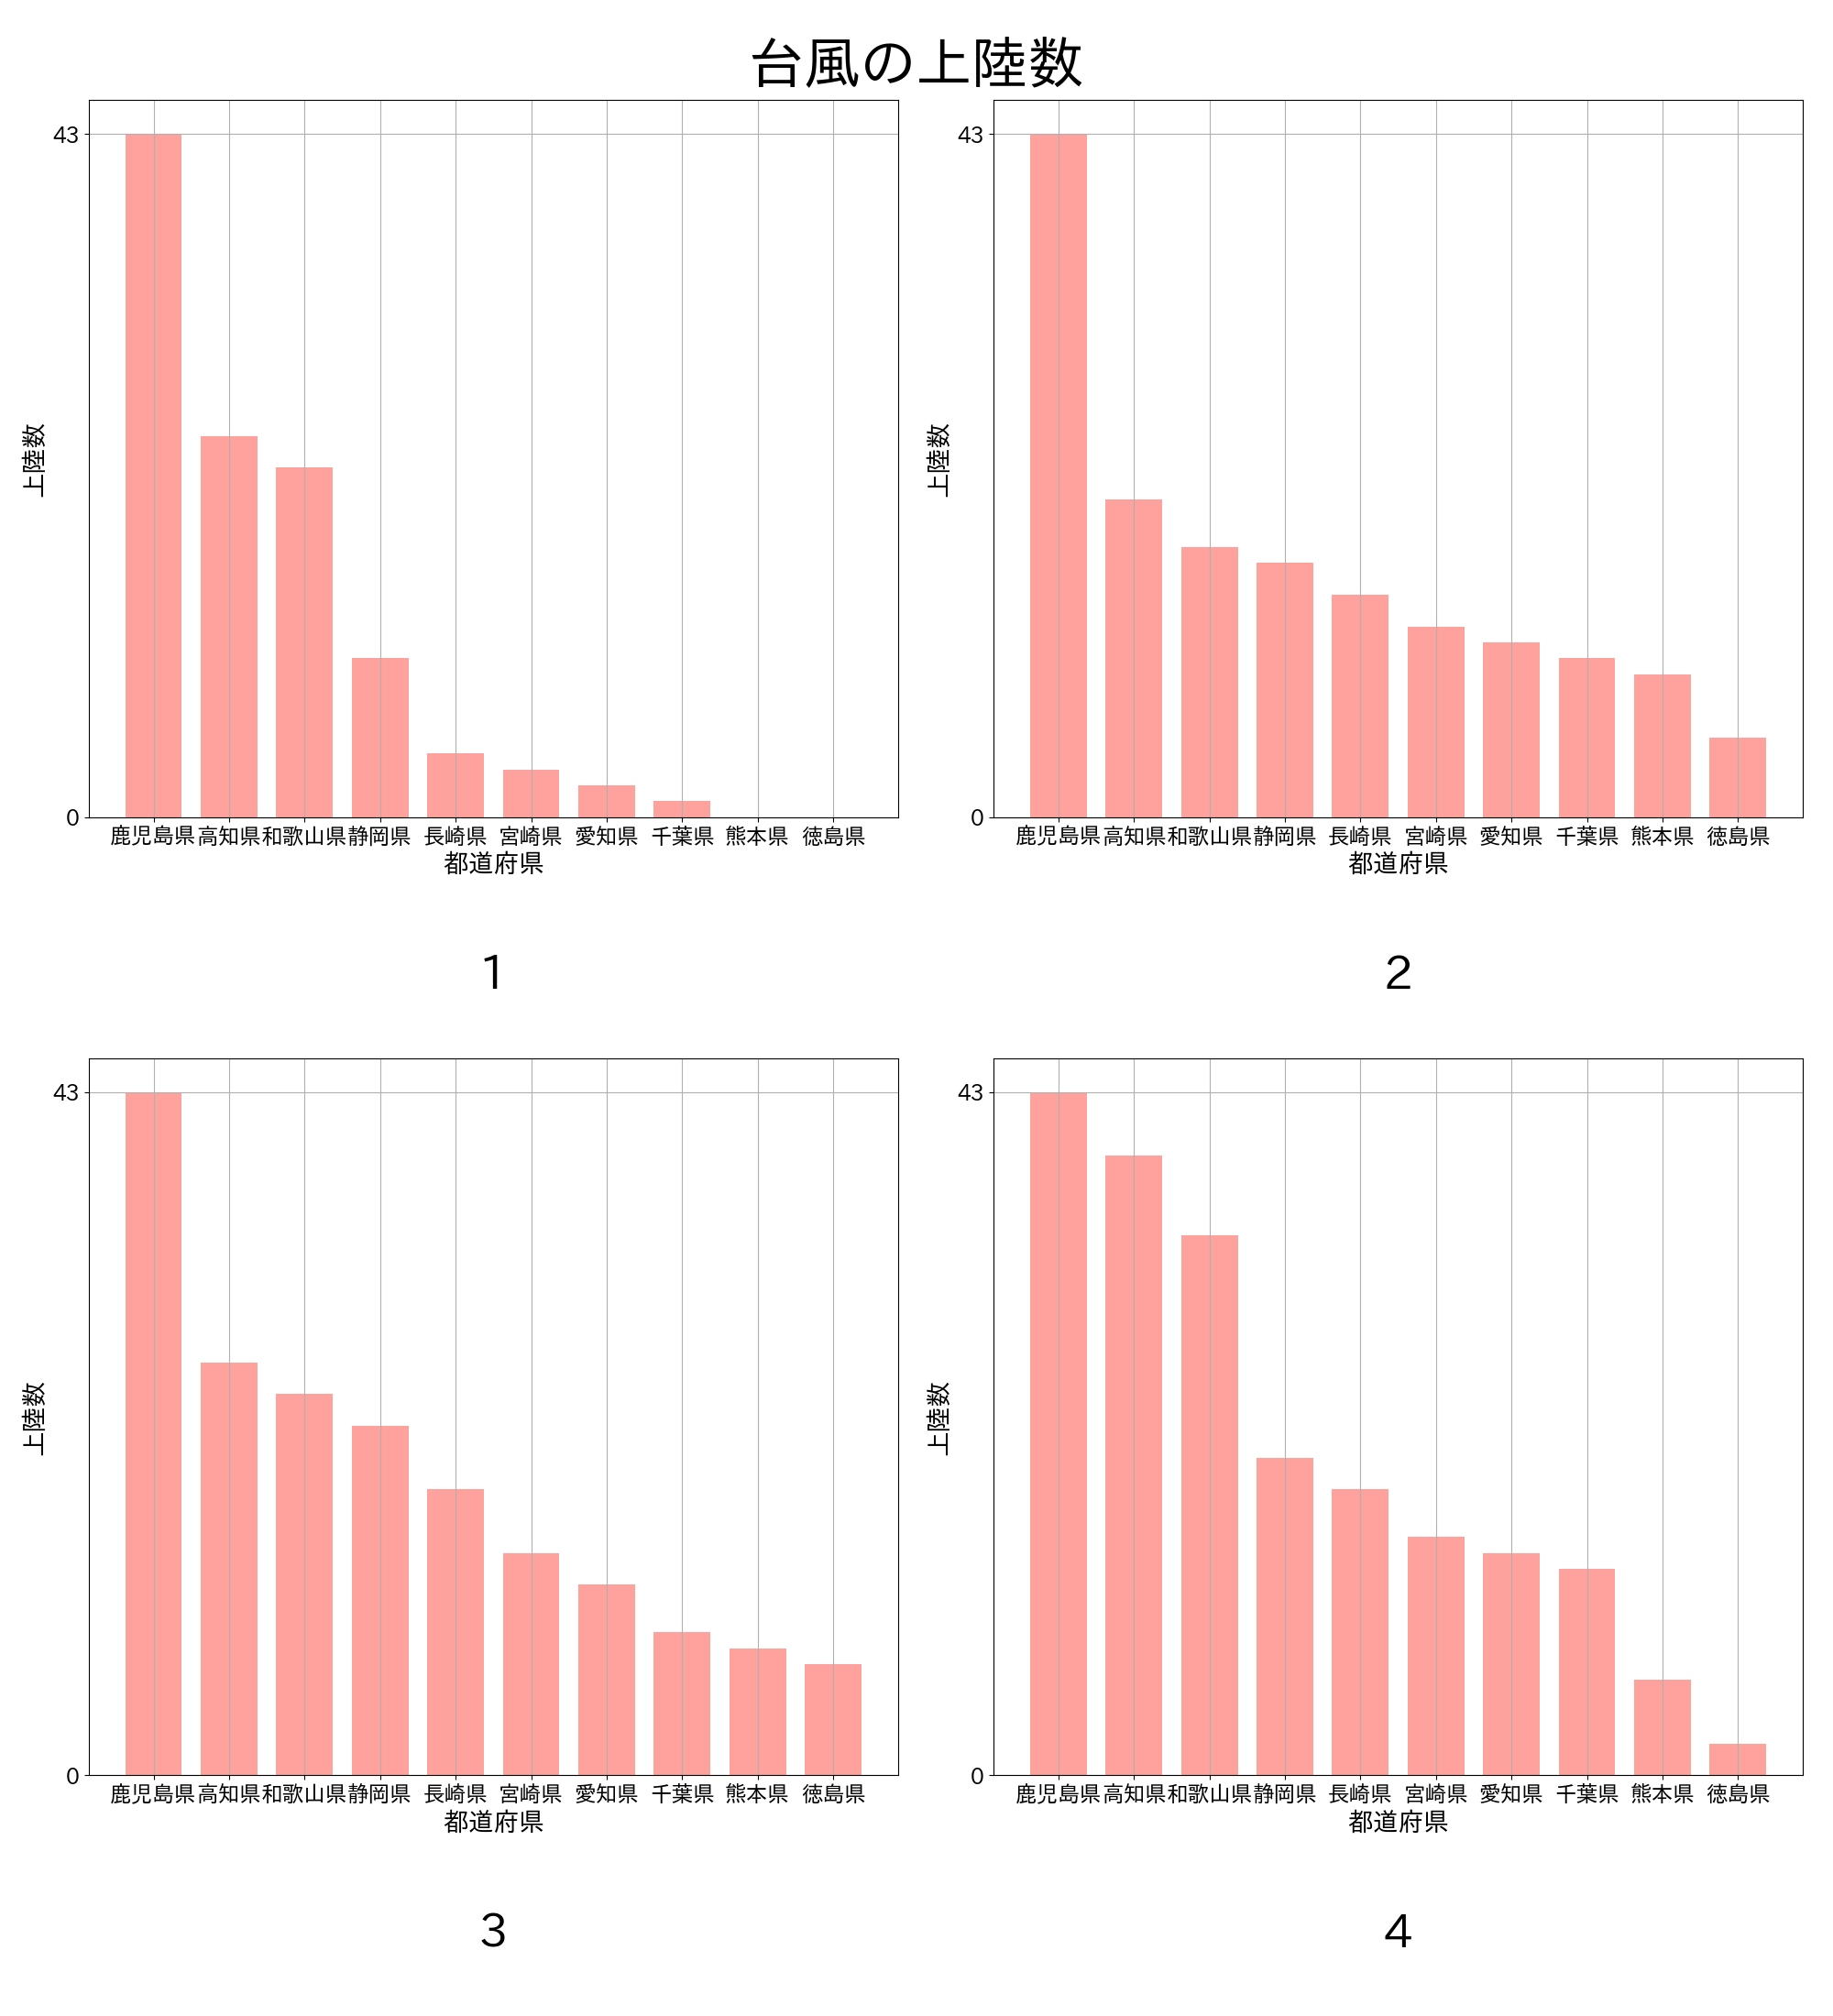 台風の上陸数
43
上陸数
0
鹿児島県 高知県 和歌山県 静岡県 長崎県 宮崎県 愛知県 千葉県 熊本県 徳島県
都道府県
1
43
上陸数
0
鹿児島県 高知県 和歌山県 静岡県 長崎県 宮崎県 愛知県 千葉県 熊本県 徳島県
都道府県
2
43
上陸数
0
鹿児島県 高知県 和歌山県 静岡県 長崎県 宮崎県 愛知県 千葉県 熊本県 徳島県
都道府県
3
43
上陸数
0
鹿児島県 高知県 和歌山県 静岡県 長崎県 宮崎県 愛知県 千葉県 熊本県 徳島県
都道府県
4